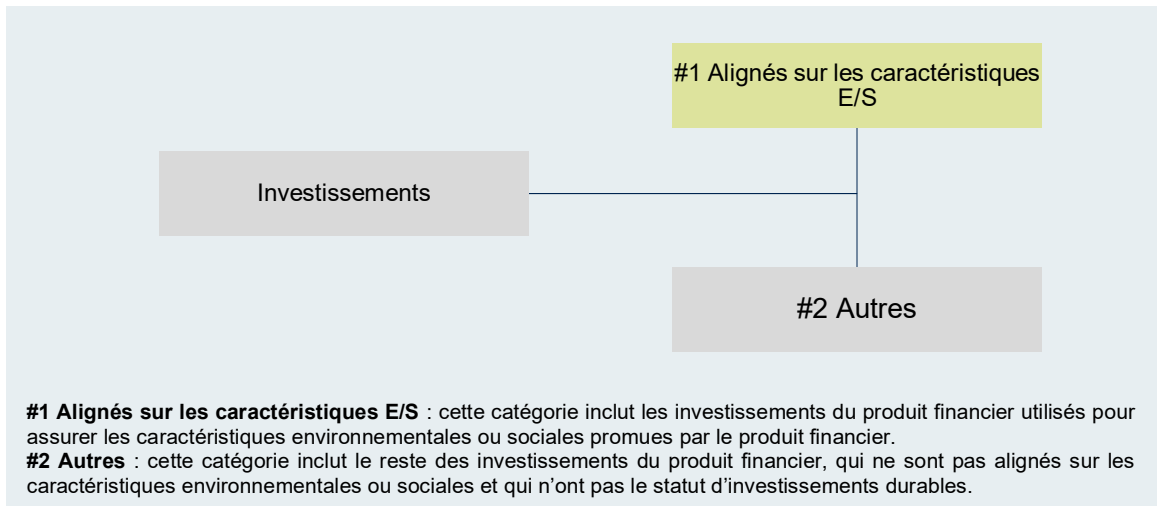 #1 Alignés sur les caractéristiques
E/S
Investissements
#2 Autres
#1 Alignés sur les caractéristiques E/S : cette catégorie inclut les investissements du produit financier utilisés pour
assurer les caractéristiques environnementales ou sociales promues par le produit financier.
#2 Autres : cette catégorie inclut le reste des investissements du produit financier, qui ne sont pas alignés sur les
caractéristiques environnementales ou sociales et qui n’ont pas le statut d’investissements durables.